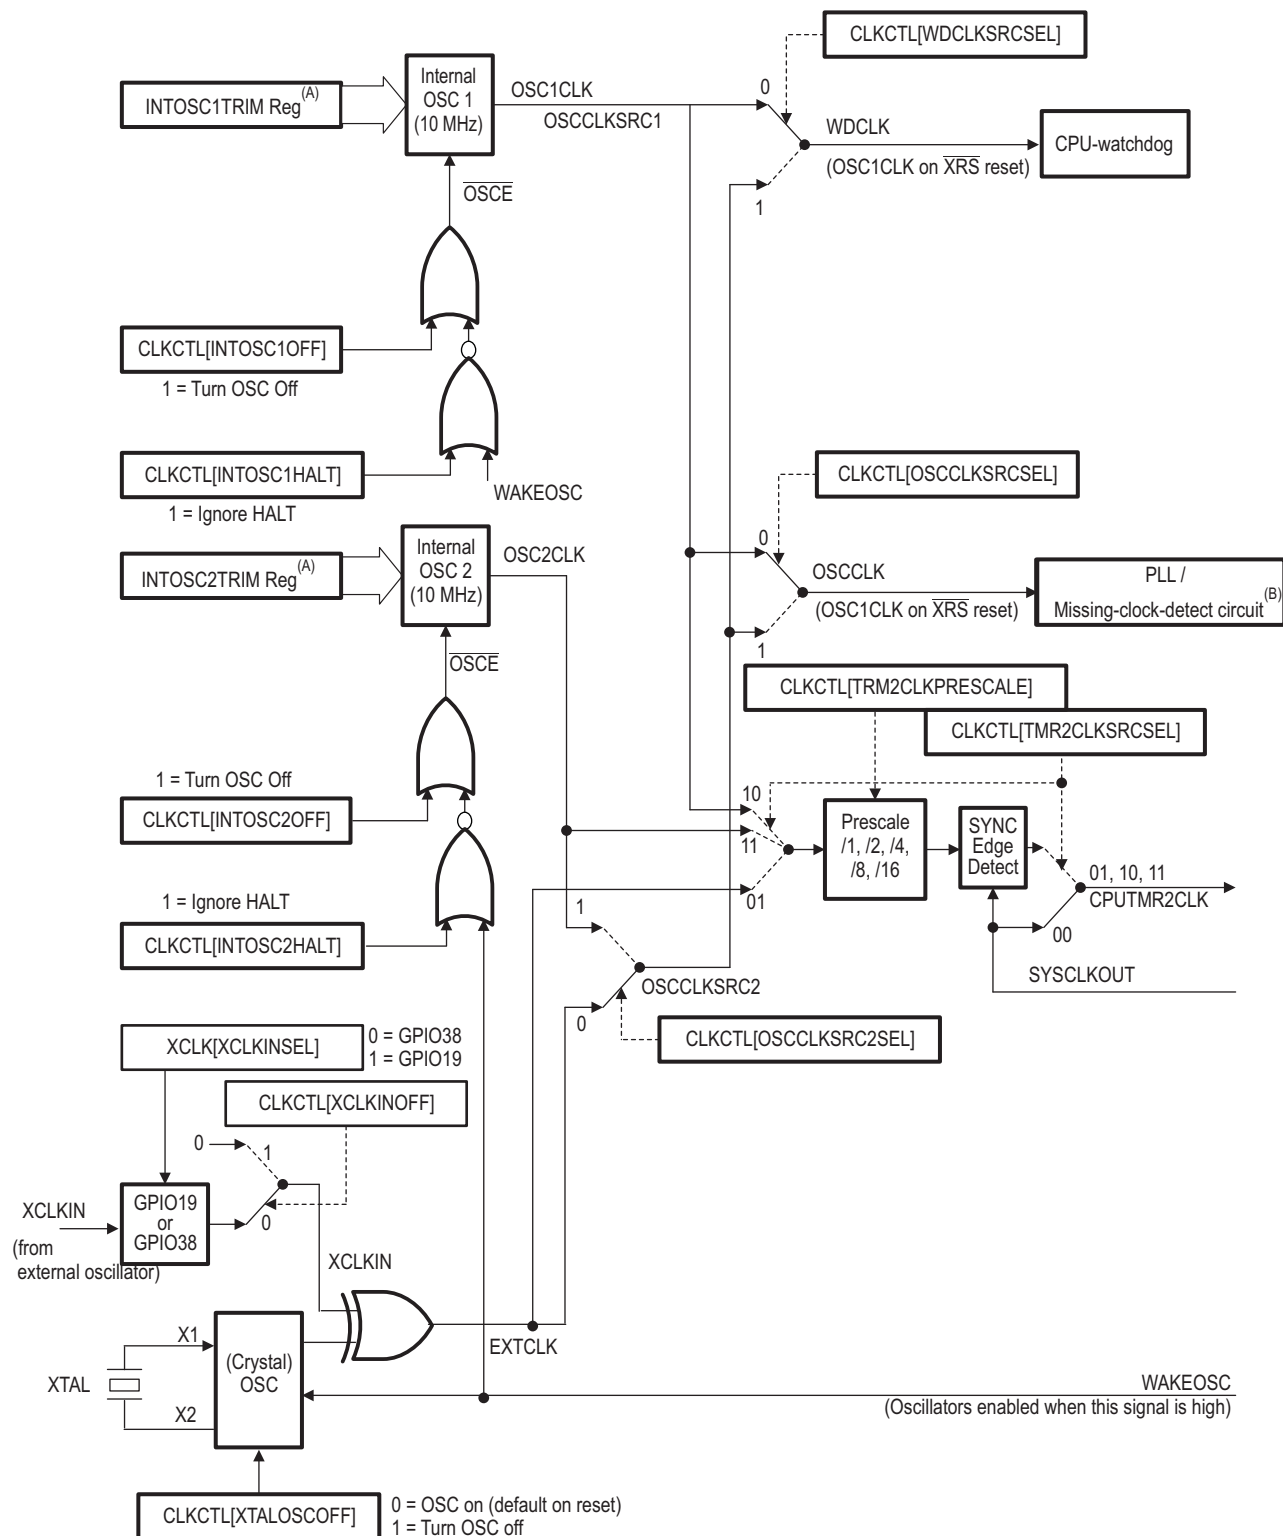 CLKCTL[WDCLKSRCSEL]
INTOSC1TRIM Reg(A)
Internal
OSC 1
(10 MHz)
OSC1CLK
OSCCLKSRC1
0
WDCLK
(OSC1CLK on XRS reset)
1
CPU-watchdog
OSCE
CLKCTL[INTOSC1OFF]
1 = Turn OSC Off
CLKCTL[INTOSC1HALT]
1 = Ignore HALT
WAKEOSC
CLKCTL[OSCCLKSRCSEL]
INTOSC2TRIM Reg(A)
Internal
OSC 2
(10 MHz)
OSC2CLK
0
OSCCLK
(OSC1CLK on XRS reset)
1
PLL /
Missing-clock-detect circuit(B)
OSCE
CLKCTL[TRM2CLKPRESCALE]
CLKCTL[TMR2CLKSRCSEL]
1 = Turn OSC Off
CLKCTL[INTOSC2OFF]
10
11
01
Prescale
/1, /2, /4,
/8, /16
SYNC
Edge
Detect
01, 10, 11
CPUTMR2CLK
00
SYSCLKOUT
1 = Ignore HALT
CLKCTL[INTOSC2HALT]
1
0
OSCCLKSRC2
CLKCTL[OSCCLKSRC2SEL]
XCLK[XCLKINSEL]
0 = GPIO38
1 = GPIO19
CLKCTL[XCLKINOFF]
0
1
0
XCLKIN
(from
external oscillator)
GPIO19
or
GPIO38
XCLKIN
EXTCLK
XTAL
X1
X2
(Crystal)
OSC
WAKEOSC
(Oscillators enabled when this signal is high)
CLKCTL[XTALOSCOFF]
0 = OSC on (default on reset)
1 = Turn OSC off